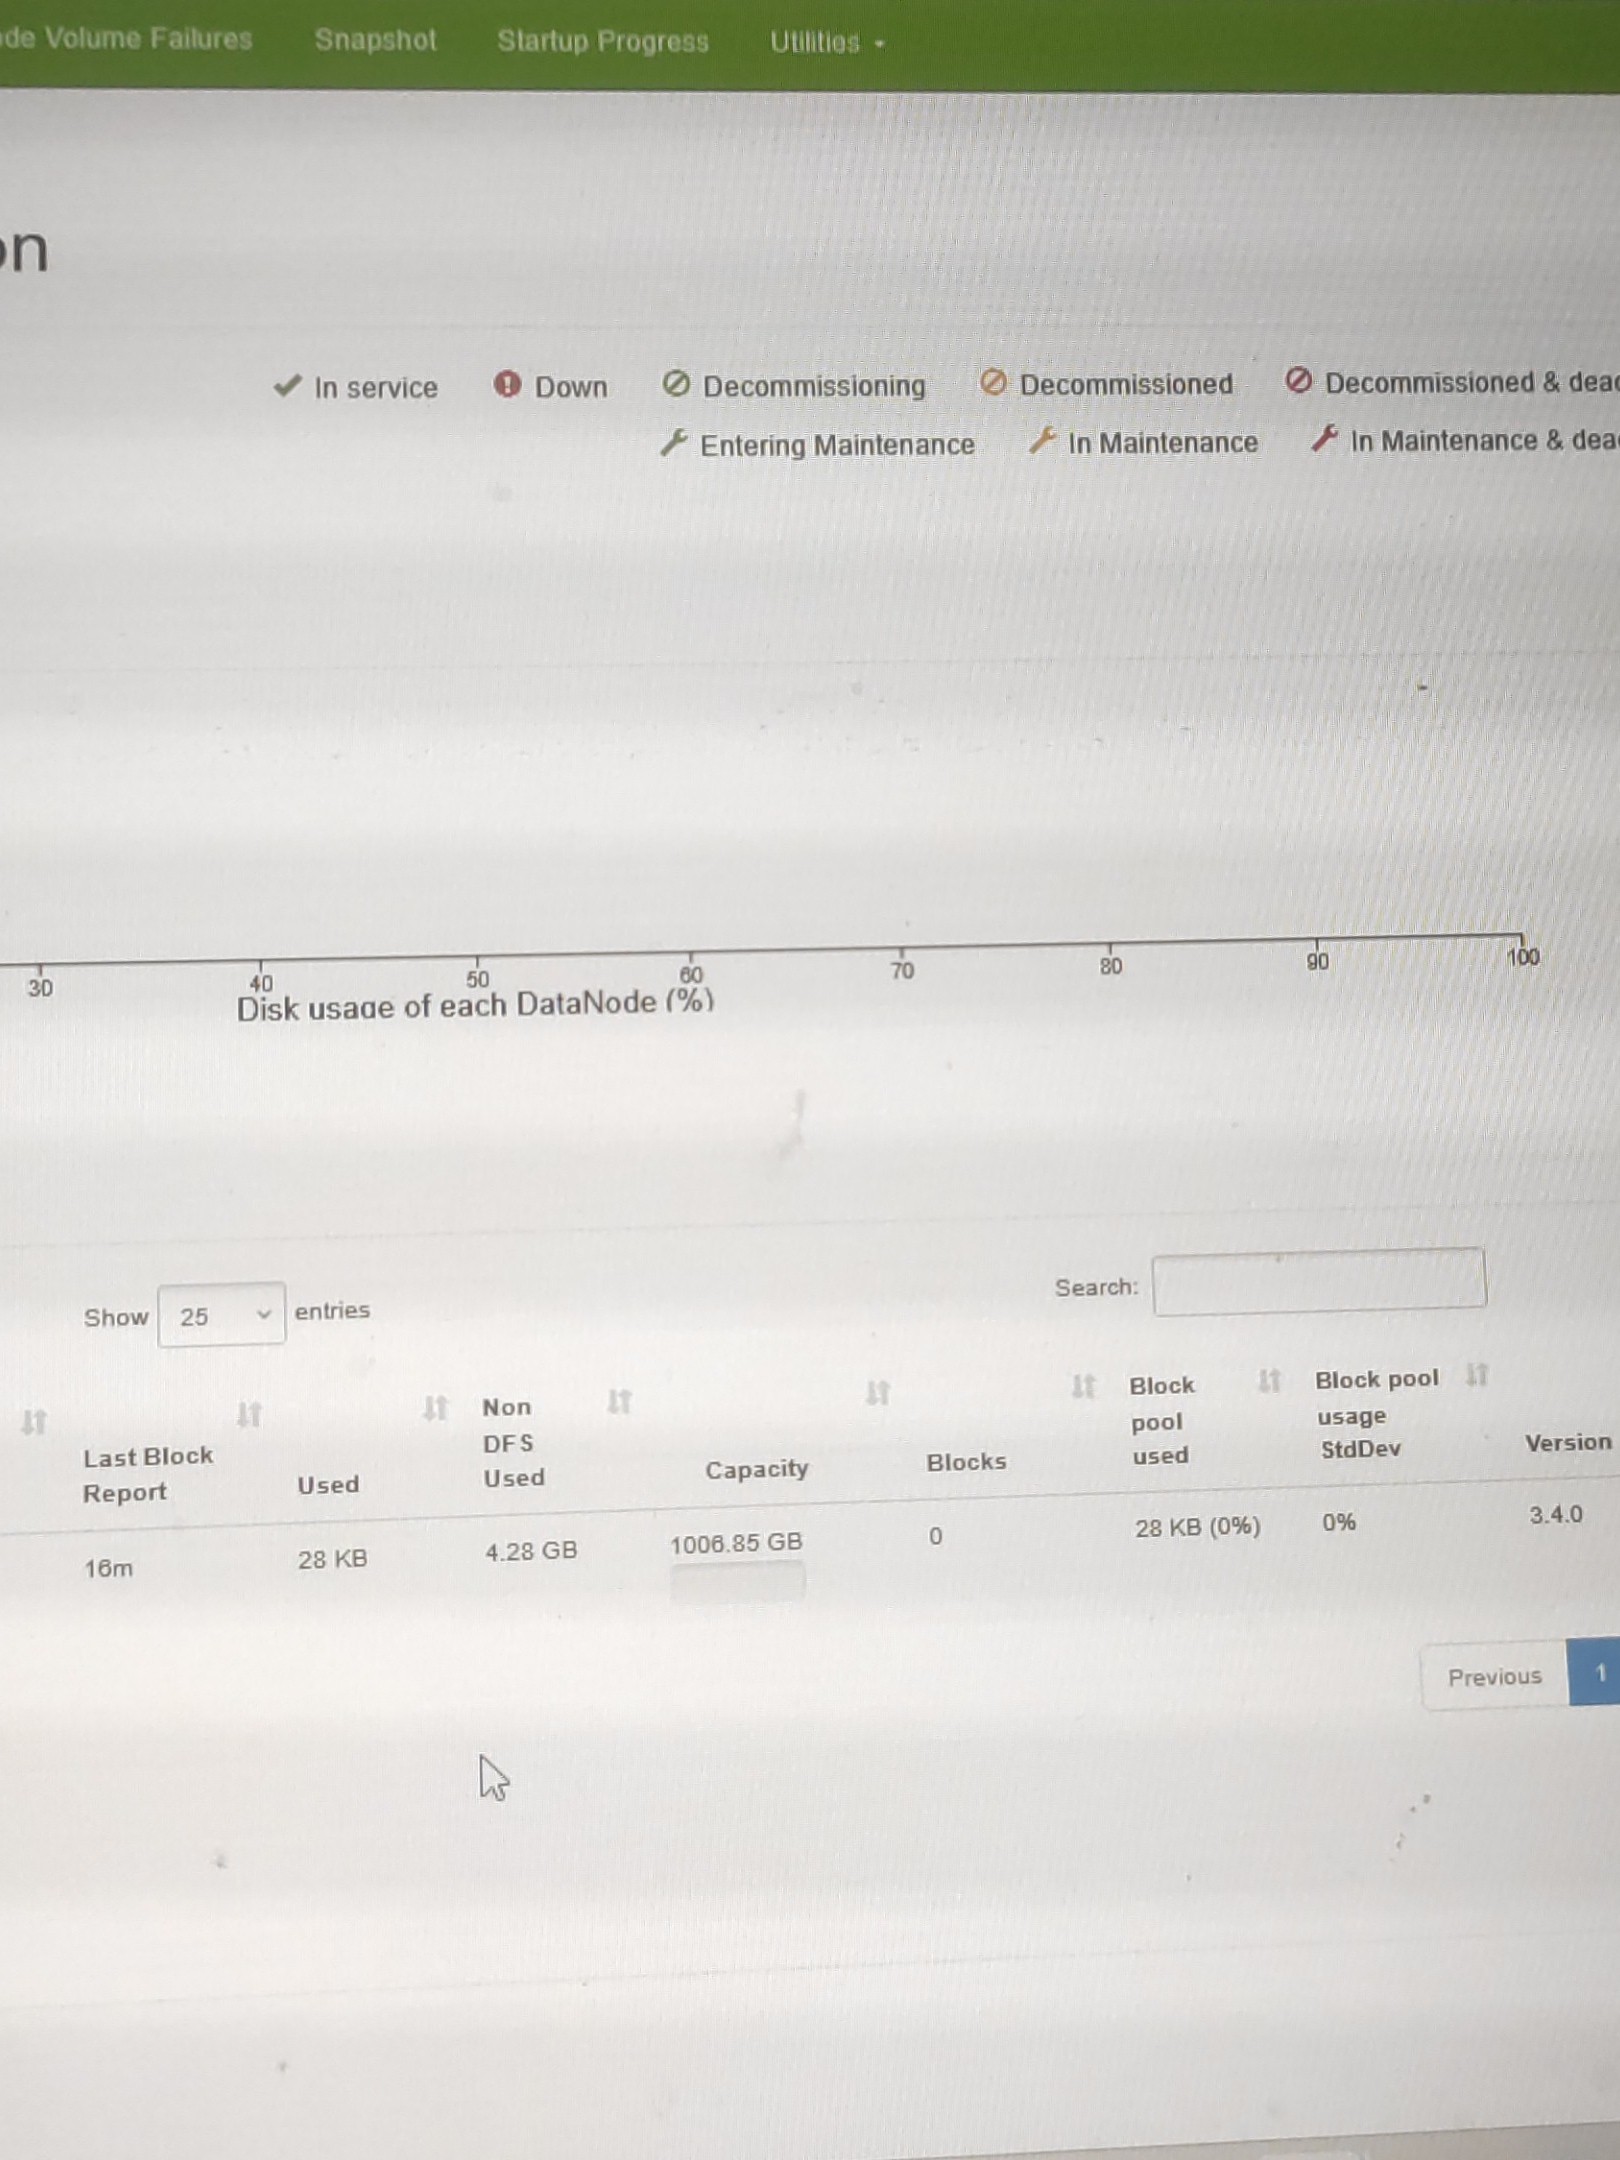 de Volume Failures Snapshot Startup Progress Utilities
on
In service Down Decommissioning Decommissioned Decommissioned & dead
Entering Maintenance In Maintenance In Maintenance & dea
30 40 50 60 70 80 90 100
Disk usage of each DataNode (%)
Show 25 entries Search:
Last Block Report Used Non DFS Used Capacity Blocks Block pool used Block pool usage StdDev Version
16m 28 KB 4.28 GB 1006.85 GB 0 28 KB (0%) 0% 3.4.0
Previous 1